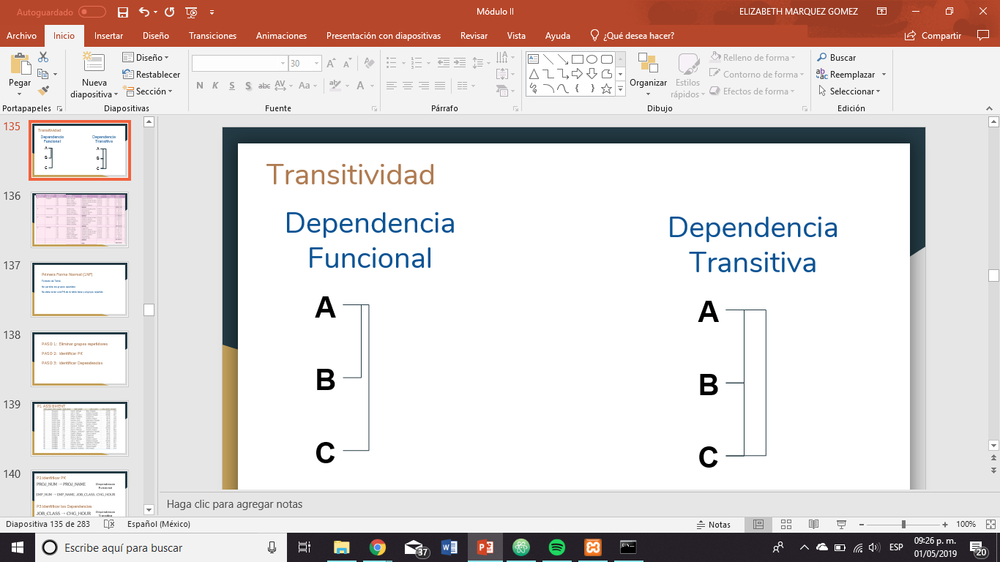 Autoguardado
Módulo II
ELIZABETH MARQUEZ GOMEZ
Archivo Inicio Insertar Diseño Transiciones Animaciones Presentación con diapositivas Revisar Vista Ayuda ¿Qué desea hacer? Compartir
Pegar
Nueva
diapositiva
Diseño
Restablecer
Sección
30
N K S S abc AV Aa A
Organizar
Estilos
rápidos
Relleno de forma
Contorno de forma
Efectos de forma
Buscar
Reemplazar
Seleccionar
Portapapeles Diapositivas Fuente Párrafo Dibujo Edición
135
Transitividad
Dependencia
Funcional
Dependencia
Transitiva
A
B
C
A
B
C
136
137
Primera Forma Normal (1NF)
138
PASO 1: Eliminar grupos repetidores
PASO 2: Identificar PK
PASO 3: Identificar Dependencias
139
P1 ASSIGMENT
140
P2:Identificar PK
PROJ_NUM → PROJ_NAME
Dependencia
Funcional
EMP_NUM → EMP_NAME, JOB_CLASS, CHG_HOUR
P3:Identificar las Dependencias
JOB_CLASS → CHG_HOUR
Dependencia
Transitiva
Transitividad
Dependencia
Funcional
A
B
C
Dependencia
Transitiva
A
B
C
Haga clic para agregar notas
Diapositiva 135 de 283 Español (México) Notas 100%
Escribe aquí para buscar
37
ESP
09:26 p. m.
01/05/2019
20